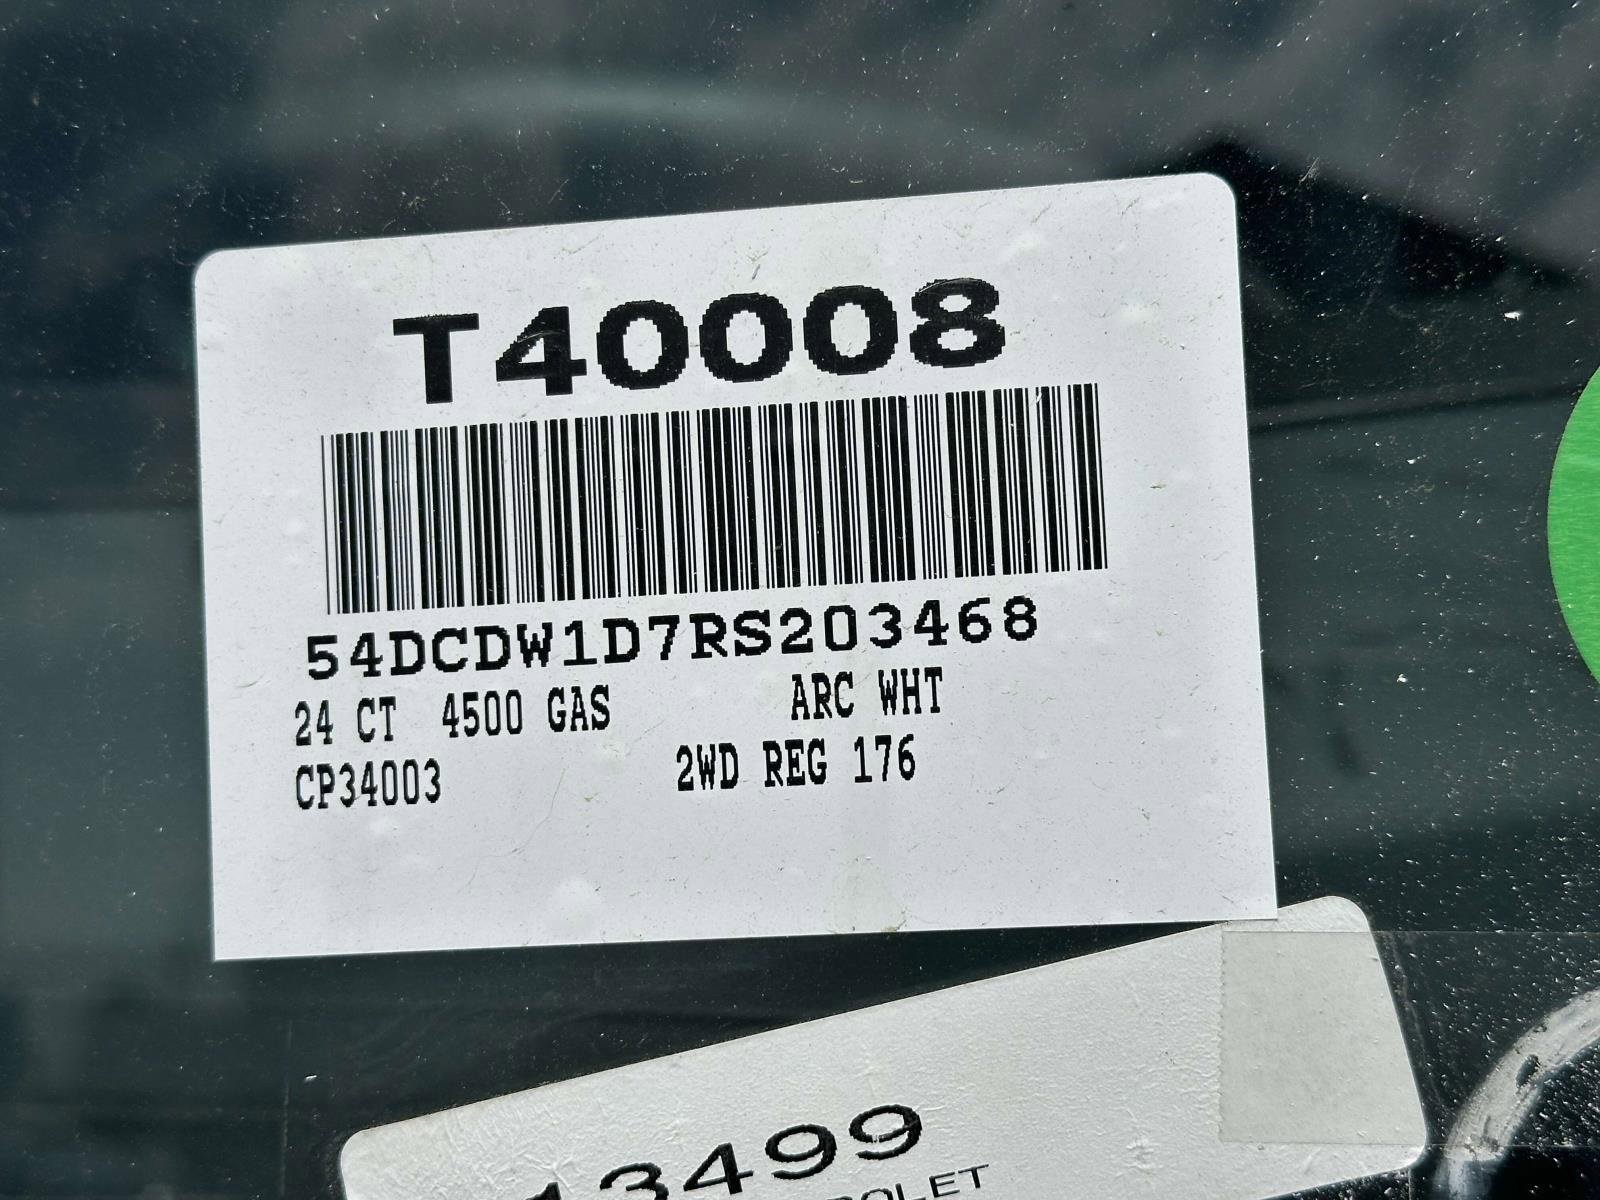 T40008
54DCDW1D7RS203468
24 CT 4500 GAS ARC WHT
CP34003 2WD REG 176
13499